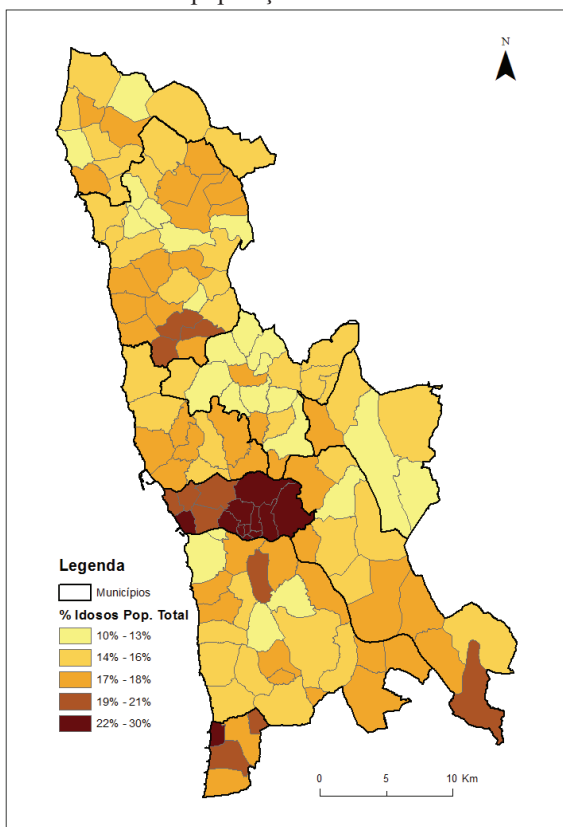 N
Legenda
Municípios
% Idosos Pop. Total
10% - 13%
14% - 16%
17% - 18%
19% - 21%
22% - 30%
0 5 10 Km